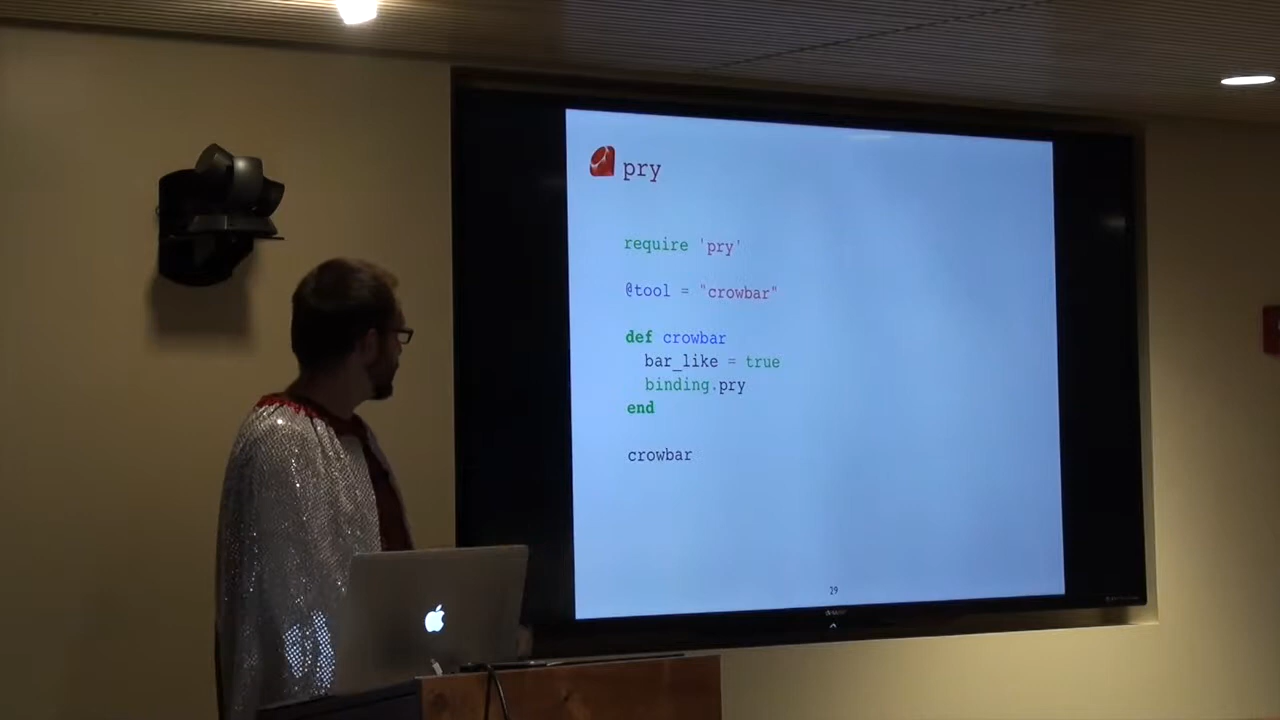 pry
require 'pry'
@tool = "crowbar"
def crowbar
bar_like = true
binding.pry
end
crowbar
29